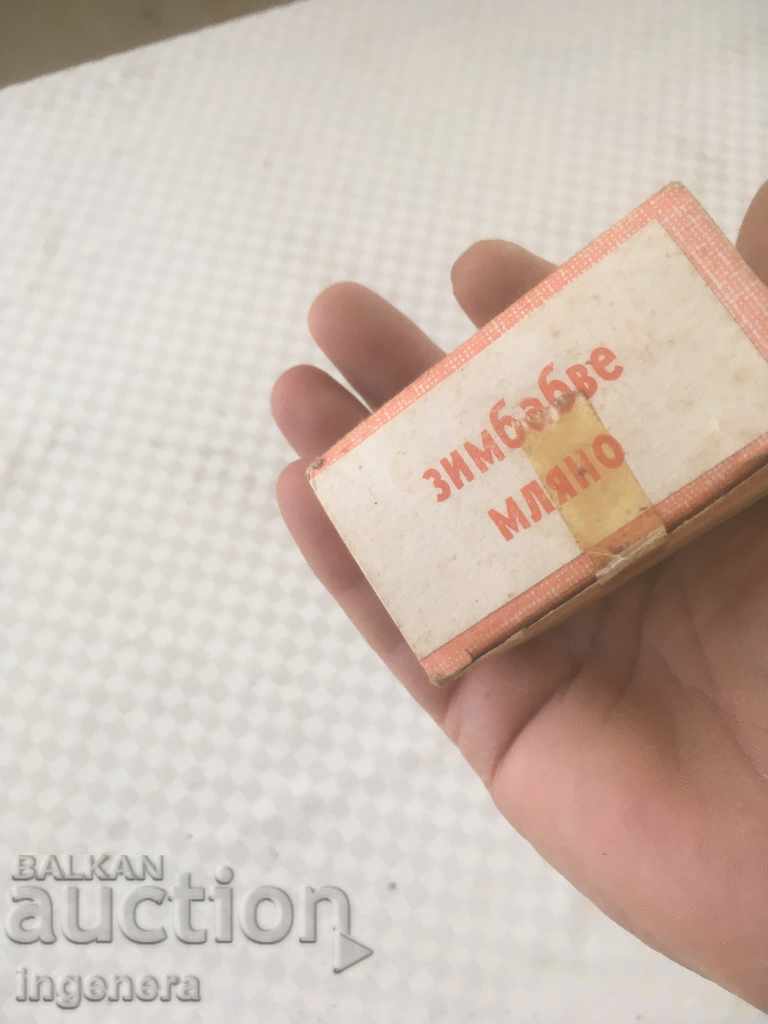 зимбабве
мляно
BALKAN
auction
ingenera